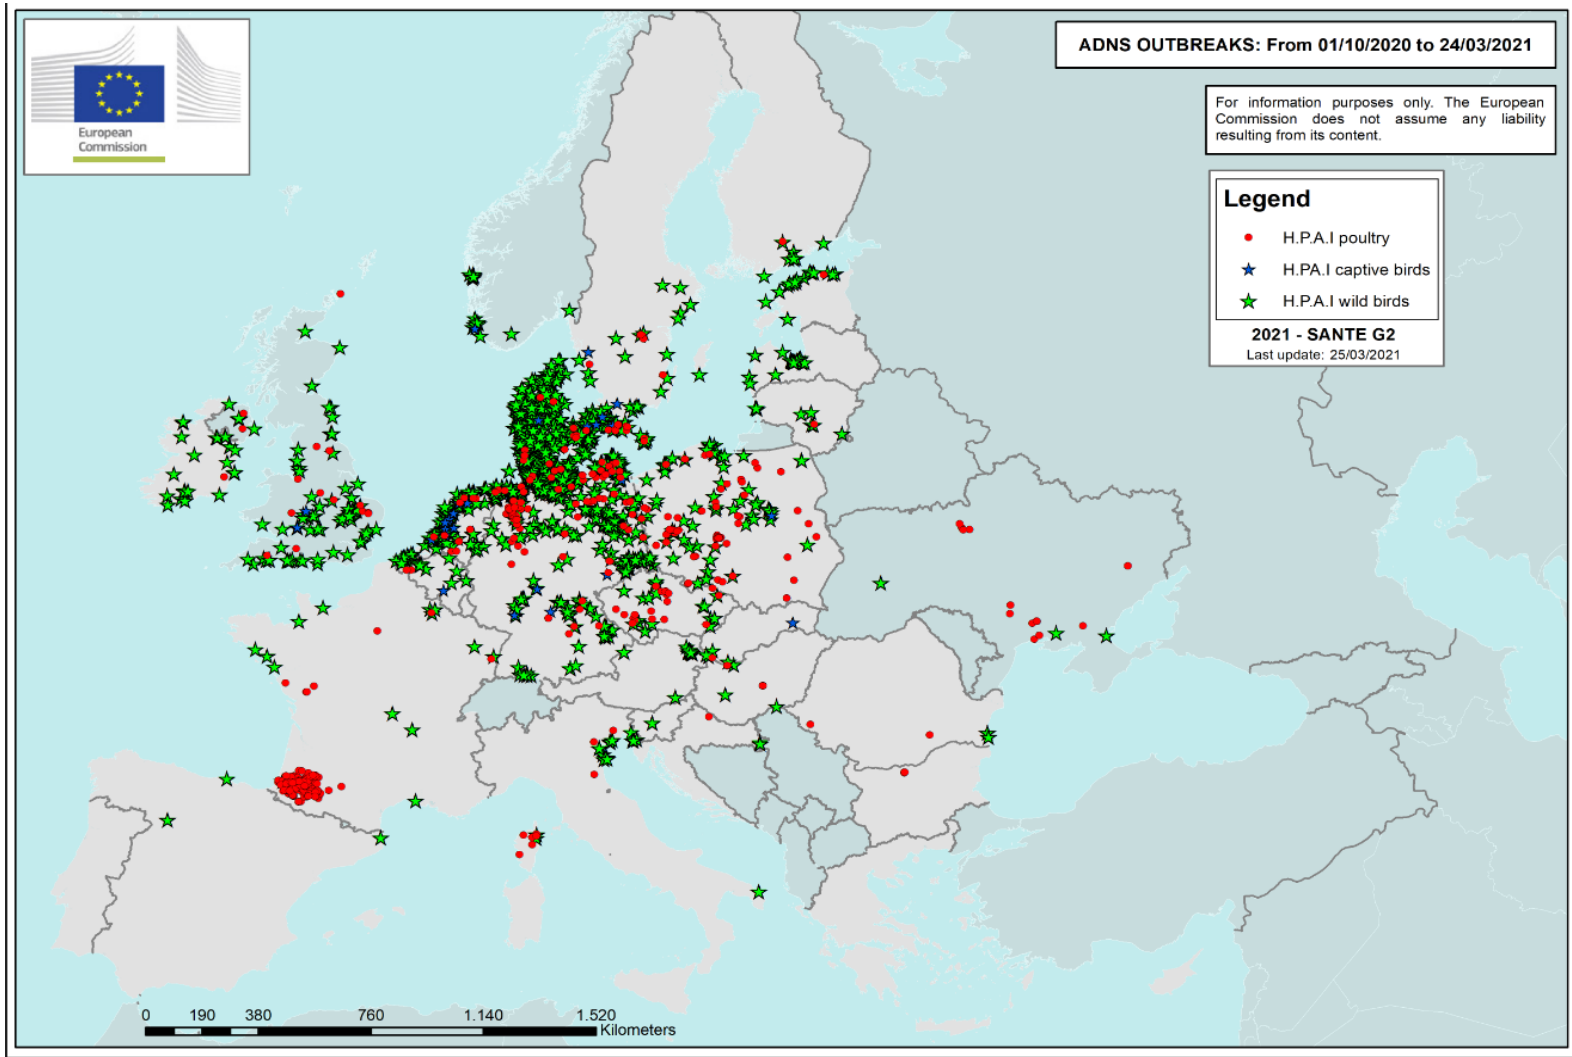 European
Commission
ADNS OUTBREAKS: From 01/10/2020 to 24/03/2021
For information purposes only. The European
Commission does not assume any liability
resulting from its content.
Legend
H.P.A.I poultry
H.PA.I captive birds
H.P.A.I wild birds
2021 - SANTE G2
Last update: 25/03/2021
0 190 380 760 1.140 1.520
Kilometers